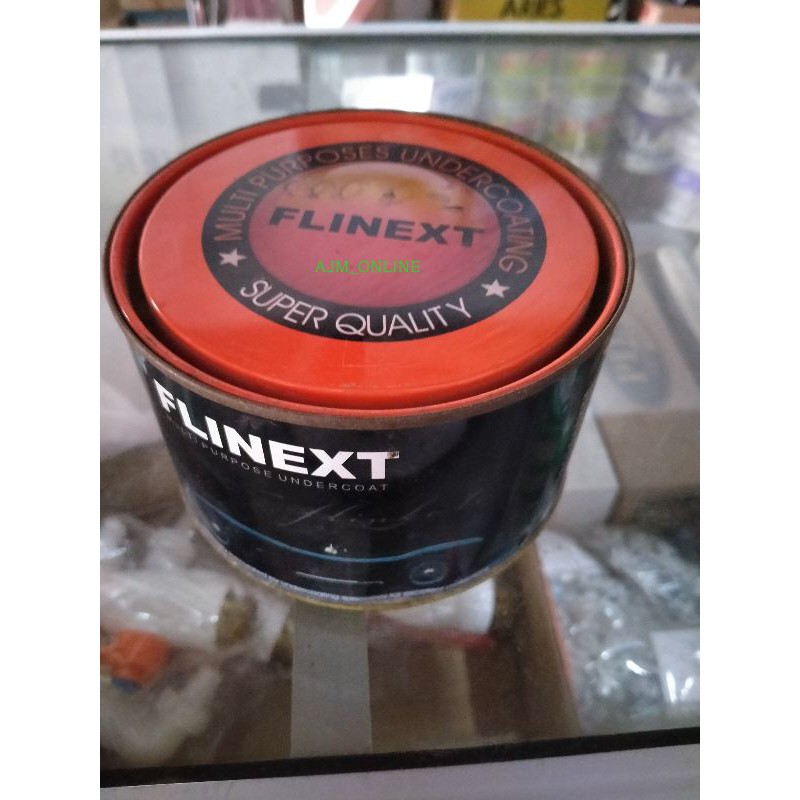 MULTI PURPOSES UNDERCOATING
FLINEXT
AJM_ONLINE
★ SUPER QUALITY ★
FLINEXT
MULTI PURPOSE UNDERCOAT